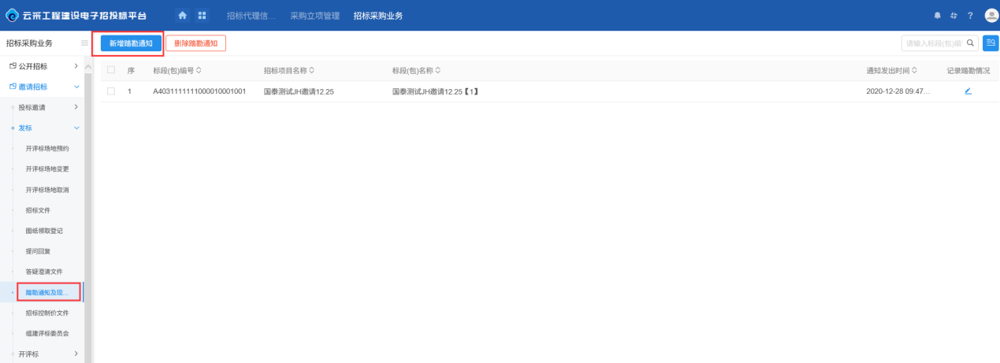 云采工程建设电子招投标平台 招标代理信... 采购立项管理 招标采购业务 ?
招标采购业务 新增踏勘通知 删除踏勘通知 请输入标段(包)编
公开招标
邀请招标
投标邀请
发标
开评标场地预约
开评标场地变更
开评标场地取消
招标文件
图纸领取登记
提问回复
答疑澄清文件
踏勘通知及现...
招标控制价文件
组建评标委员会
开评标
序 标段(包)编号 招标项目名称 标段(包)名称 通知发出时间 记录踏勘情况
1 A4031111111000010001001 国泰测试JH邀请12.25 国泰测试JH邀请12.25【1】 2020-12-28 09:47...